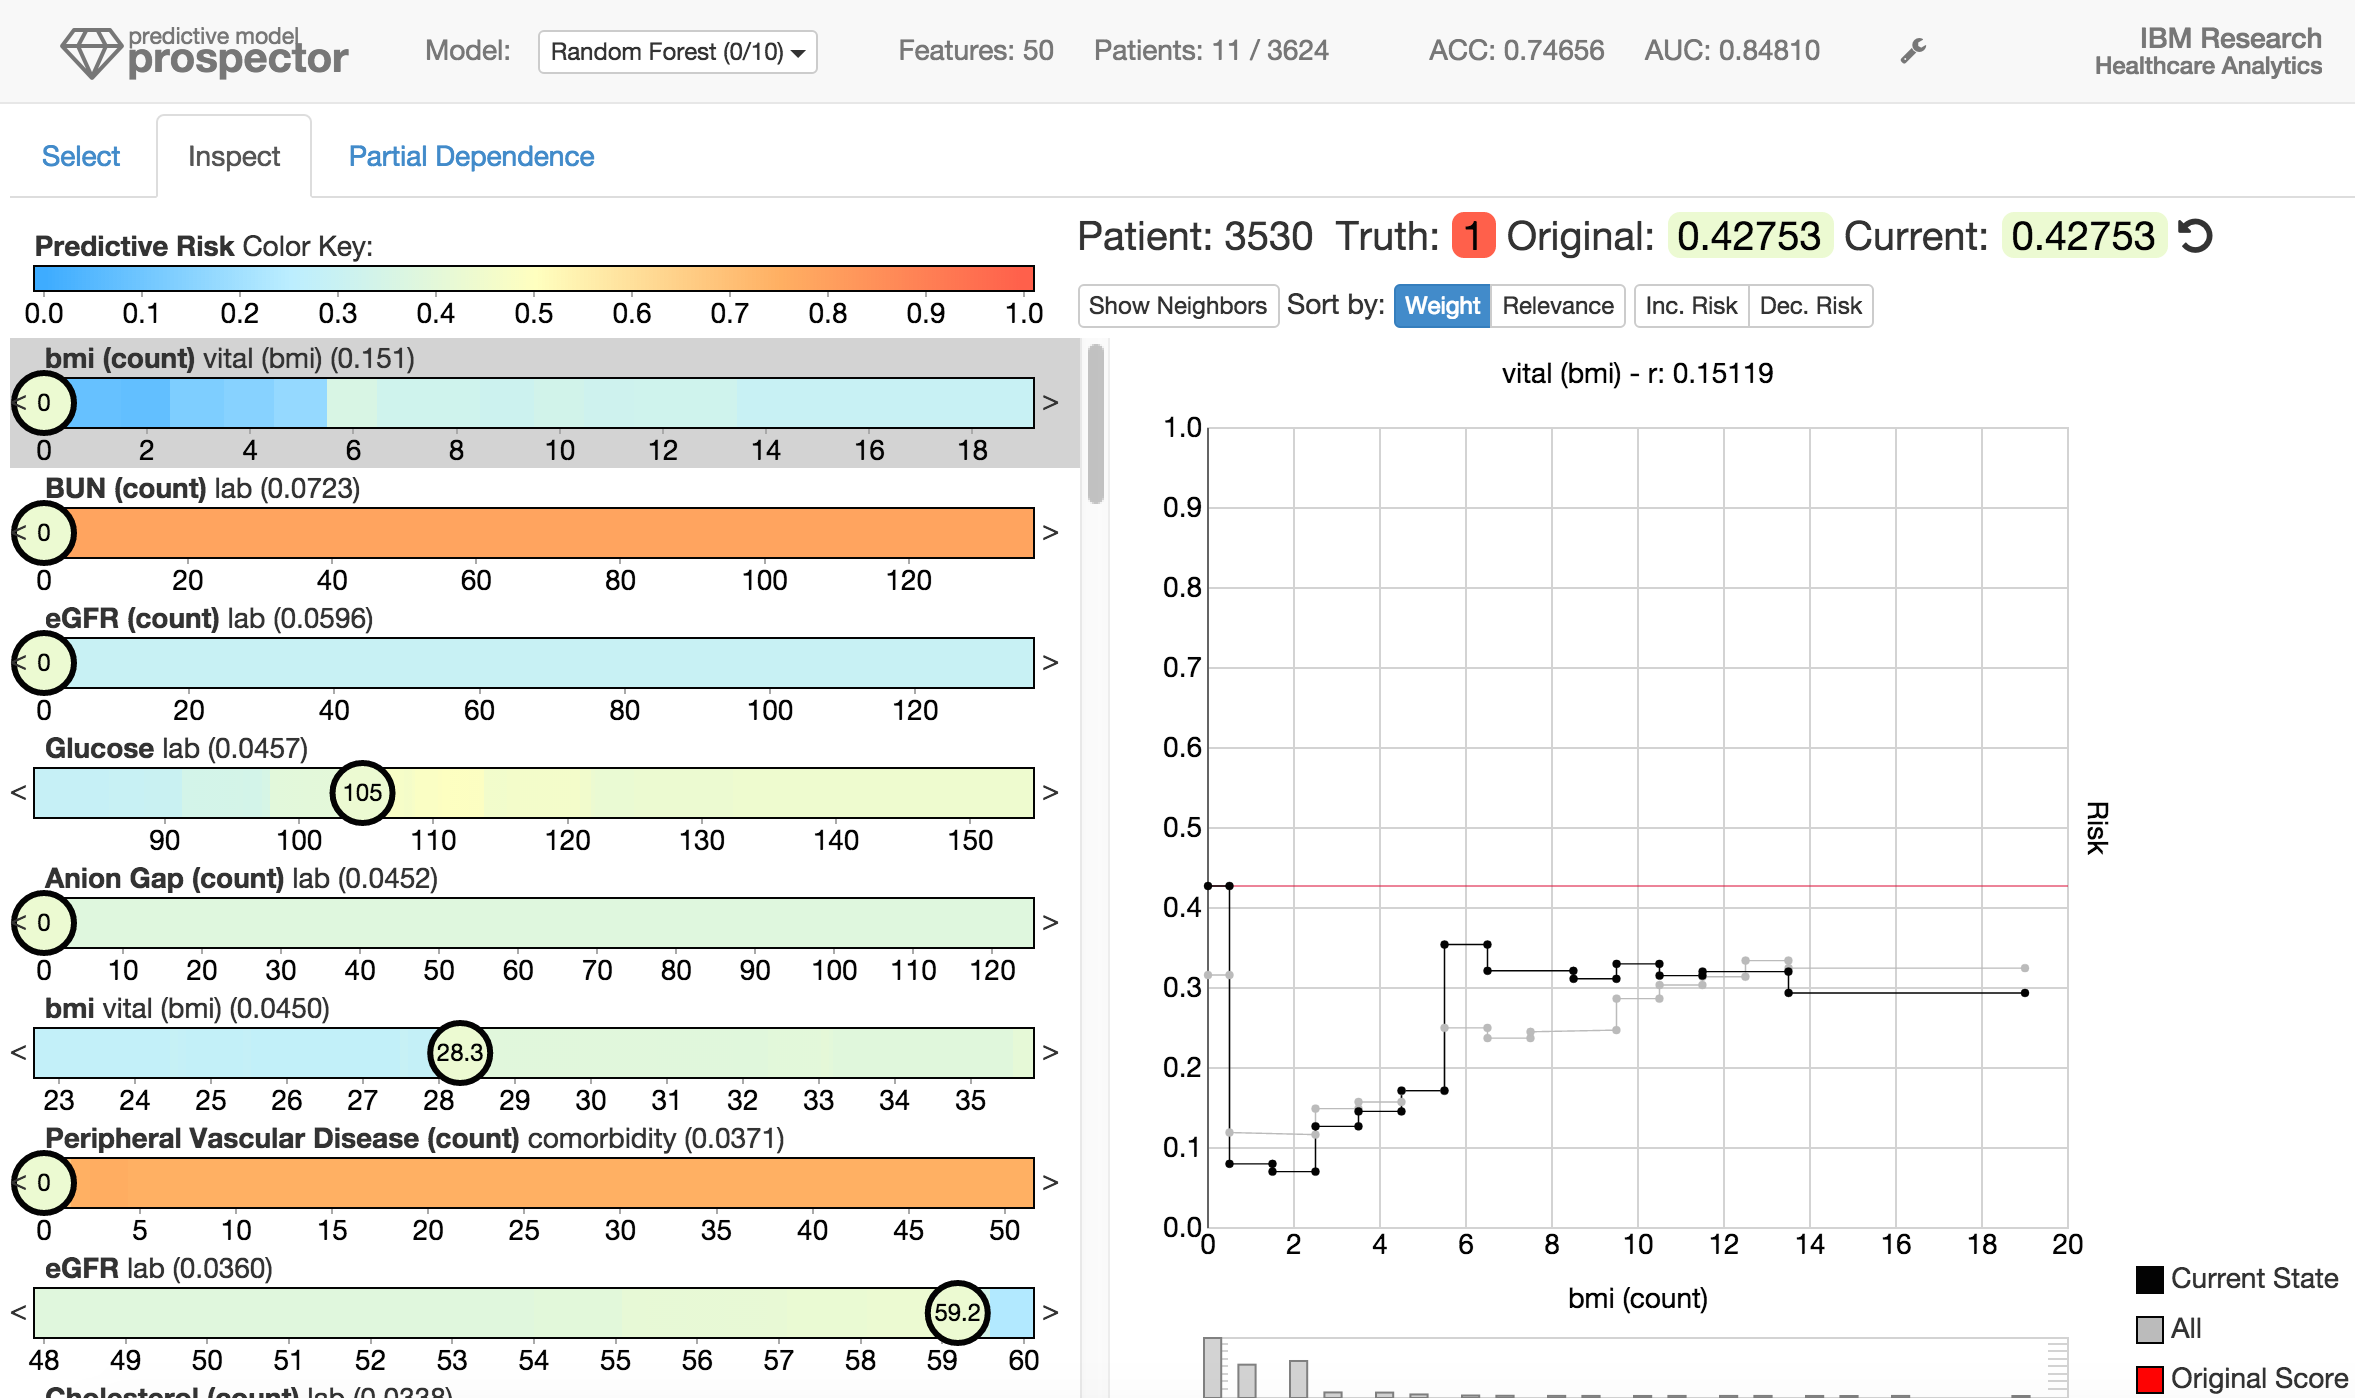 predictive model
prospector
Model: Random Forest (0/10)
Features: 50 Patients: 11 / 3624 ACC: 0.74656 AUC: 0.84810
IBM Research
Healthcare Analytics
Select Inspect Partial Dependence
Predictive Risk Color Key:
0.0 0.1 0.2 0.3 0.4 0.5 0.6 0.7 0.8 0.9 1.0
bmi (count) vital (bmi) (0.151)
< 0 >
0 2 4 6 8 10 12 14 16 18
BUN (count) lab (0.0723)
< 0 >
0 20 40 60 80 100 120
eGFR (count) lab (0.0596)
< 0 >
0 20 40 60 80 100 120
Glucose lab (0.0457)
< 105 >
90 100 110 120 130 140 150
Anion Gap (count) lab (0.0452)
< 0 >
0 10 20 30 40 50 60 70 80 90 100 110 120
bmi vital (bmi) (0.0450)
< 28.3 >
23 24 25 26 27 28 29 30 31 32 33 34 35
Peripheral Vascular Disease (count) comorbidity (0.0371)
< 0 >
0 5 10 15 20 25 30 35 40 45 50
eGFR lab (0.0360)
< 59.2 >
48 49 50 51 52 53 54 55 56 57 58 59 60
Cholesterol (count) lab (0.0338)
Patient: 3530 Truth: 1 Original: 0.42753 Current: 0.42753
Show Neighbors Sort by: Weight Relevance Inc. Risk Dec. Risk
vital (bmi) - r: 0.15119
1.0
0.9
0.8
0.7
0.6
0.5
0.4
0.3
0.2
0.1
0.0
Risk
0 2 4 6 8 10 12 14 16 18 20
bmi (count)
Current State
All
Original Score